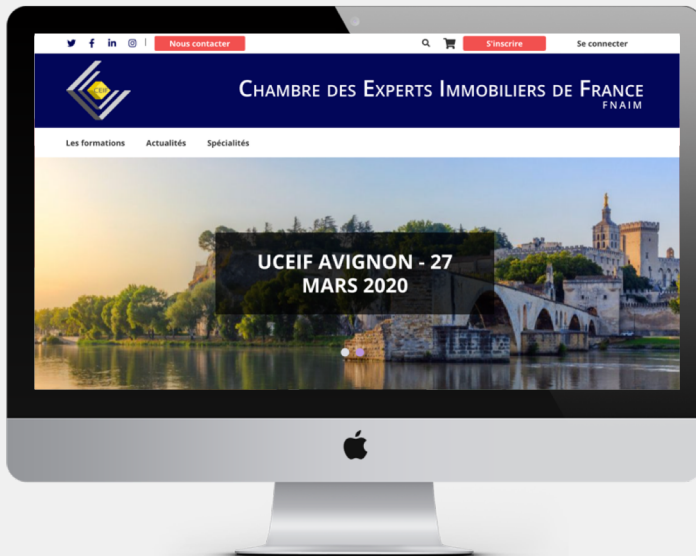 Nous contacter
S'inscrire
Se connecter
CEIF
CHAMBRE DES EXPERTS IMMOBILIERS DE FRANCE
FNAIM
Les formations
Actualités
Spécialités
UCEIF AVIGNON - 27
MARS 2020